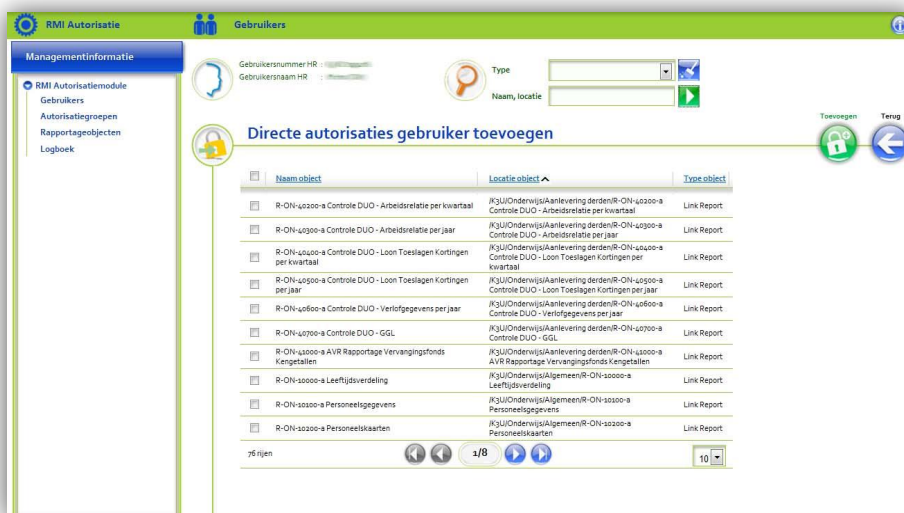 RMI Autorisatie
Gebruikers
Managementinformatie
RMI Autorisatiemodule
Gebruikers
Autorisatiegroepen
Rapportageobjecten
Logboek
Gebruikersnummer HR :
Gebruikersnaam HR :
Type
Naam, locatie
Directe autorisaties gebruiker toevoegen
Toevoegen
Terug
Naam object
Locatie object
Type object
R-ON-40200-a Controle DUO - Arbeidsrelatie per kwartaal
/K3U/Onderwijs/Aanlevering derden/R-ON-40200-a
Controle DUO - Arbeidsrelatie per kwartaal
Link Report
R-ON-40300-a Controle DUO - Arbeidsrelatie per jaar
/K3U/Onderwijs/Aanlevering derden/R-ON-40300-a
Controle DUO - Arbeidsrelatie per jaar
Link Report
R-ON-40400-a Controle DUO - Loon Toeslagen Kortingen
per kwartaal
/K3U/Onderwijs/Aanlevering derden/R-ON-40400-a
Controle DUO - Loon Toeslagen Kortingen per
kwartaal
Link Report
R-ON-40500-a Controle DUO - Loon Toeslagen Kortingen
per jaar
/K3U/Onderwijs/Aanlevering derden/R-ON-40500-a
Controle DUO - Loon Toeslagen Kortingen per jaar
Link Report
R-ON-40600-a Controle DUO - Verlofgegevens per jaar
/K3U/Onderwijs/Aanlevering derden/R-ON-40600-a
Controle DUO - Verlofgegevens per jaar
Link Report
R-ON-40700-a Controle DUO - GGL
/K3U/Onderwijs/Aanlevering derden/R-ON-40700-a
Controle DUO - GGL
Link Report
R-ON-41000-a AVR Rapportage Vervangingsfonds
Kengetallen
/K3U/Onderwijs/Aanlevering derden/R-ON-41000-a
AVR Rapportage Vervangingsfonds Kengetallen
Link Report
R-ON-10000-a Leeftijdsverdeling
/K3U/Onderwijs/Algemeen/R-ON-10000-a
Leeftijdsverdeling
Link Report
R-ON-10100-a Personeelsgegevens
/K3U/Onderwijs/Algemeen/R-ON-10100-a
Personeelsgegevens
Link Report
R-ON-10200-a Personeelskaarten
/K3U/Onderwijs/Algemeen/R-ON-10200-a
Personeelskaarten
Link Report
76 rijen
1/8
10